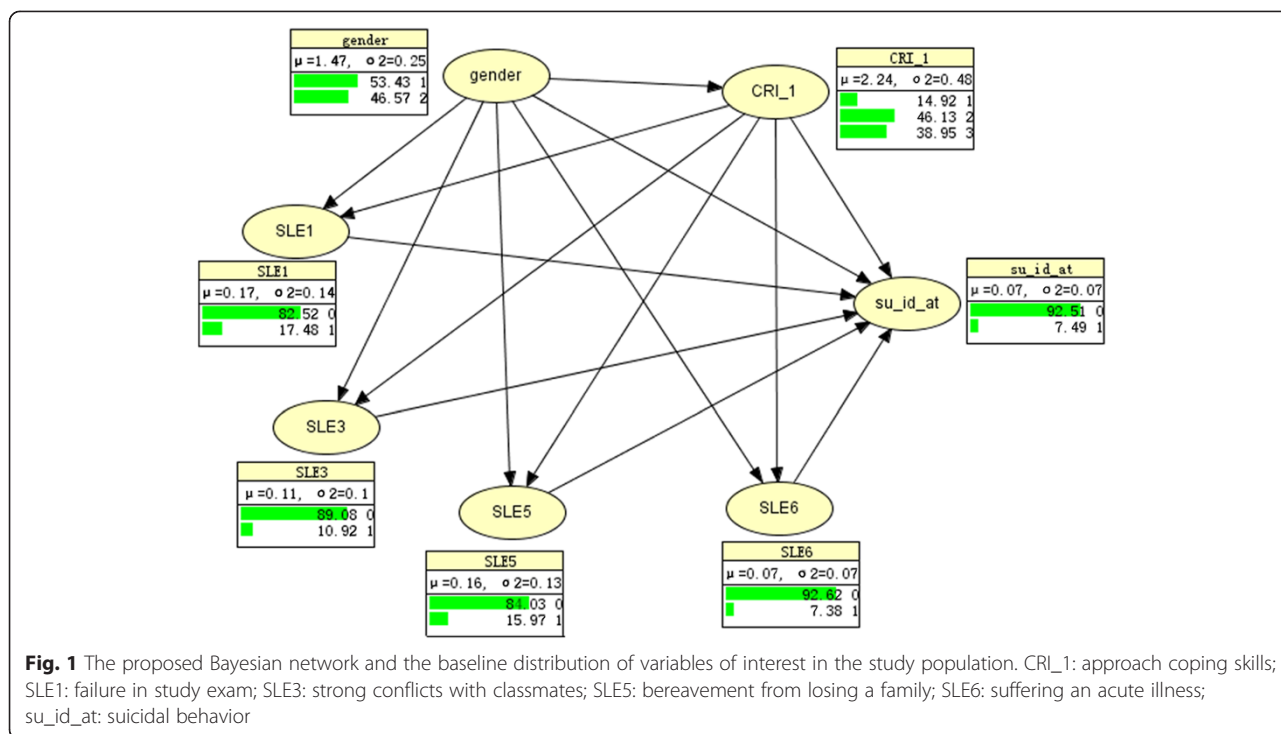 gender
μ=1.47, σ2=0.25
53.43 1
46.57 2
gender
CRI_1
CRI_1
μ=2.24, σ2=0.48
14.92 1
46.13 2
38.95 3
SLE1
SLE1
μ=0.17, σ2=0.14
82.52 0
17.48 1
su_id_at
su_id_at
μ=0.07, σ2=0.07
92.51 0
7.49 1
SLE3
SLE3
μ=0.11, σ2=0.1
89.08 0
10.92 1
SLE5
SLE5
μ=0.16, σ2=0.13
84.03 0
15.97 1
SLE6
SLE6
μ=0.07, σ2=0.07
92.62 0
7.38 1
Fig. 1 The proposed Bayesian network and the baseline distribution of variables of interest in the study population. CRI_1: approach coping skills;
SLE1: failure in study exam; SLE3: strong conflicts with classmates; SLE5: bereavement from losing a family; SLE6: suffering an acute illness;
su_id_at: suicidal behavior